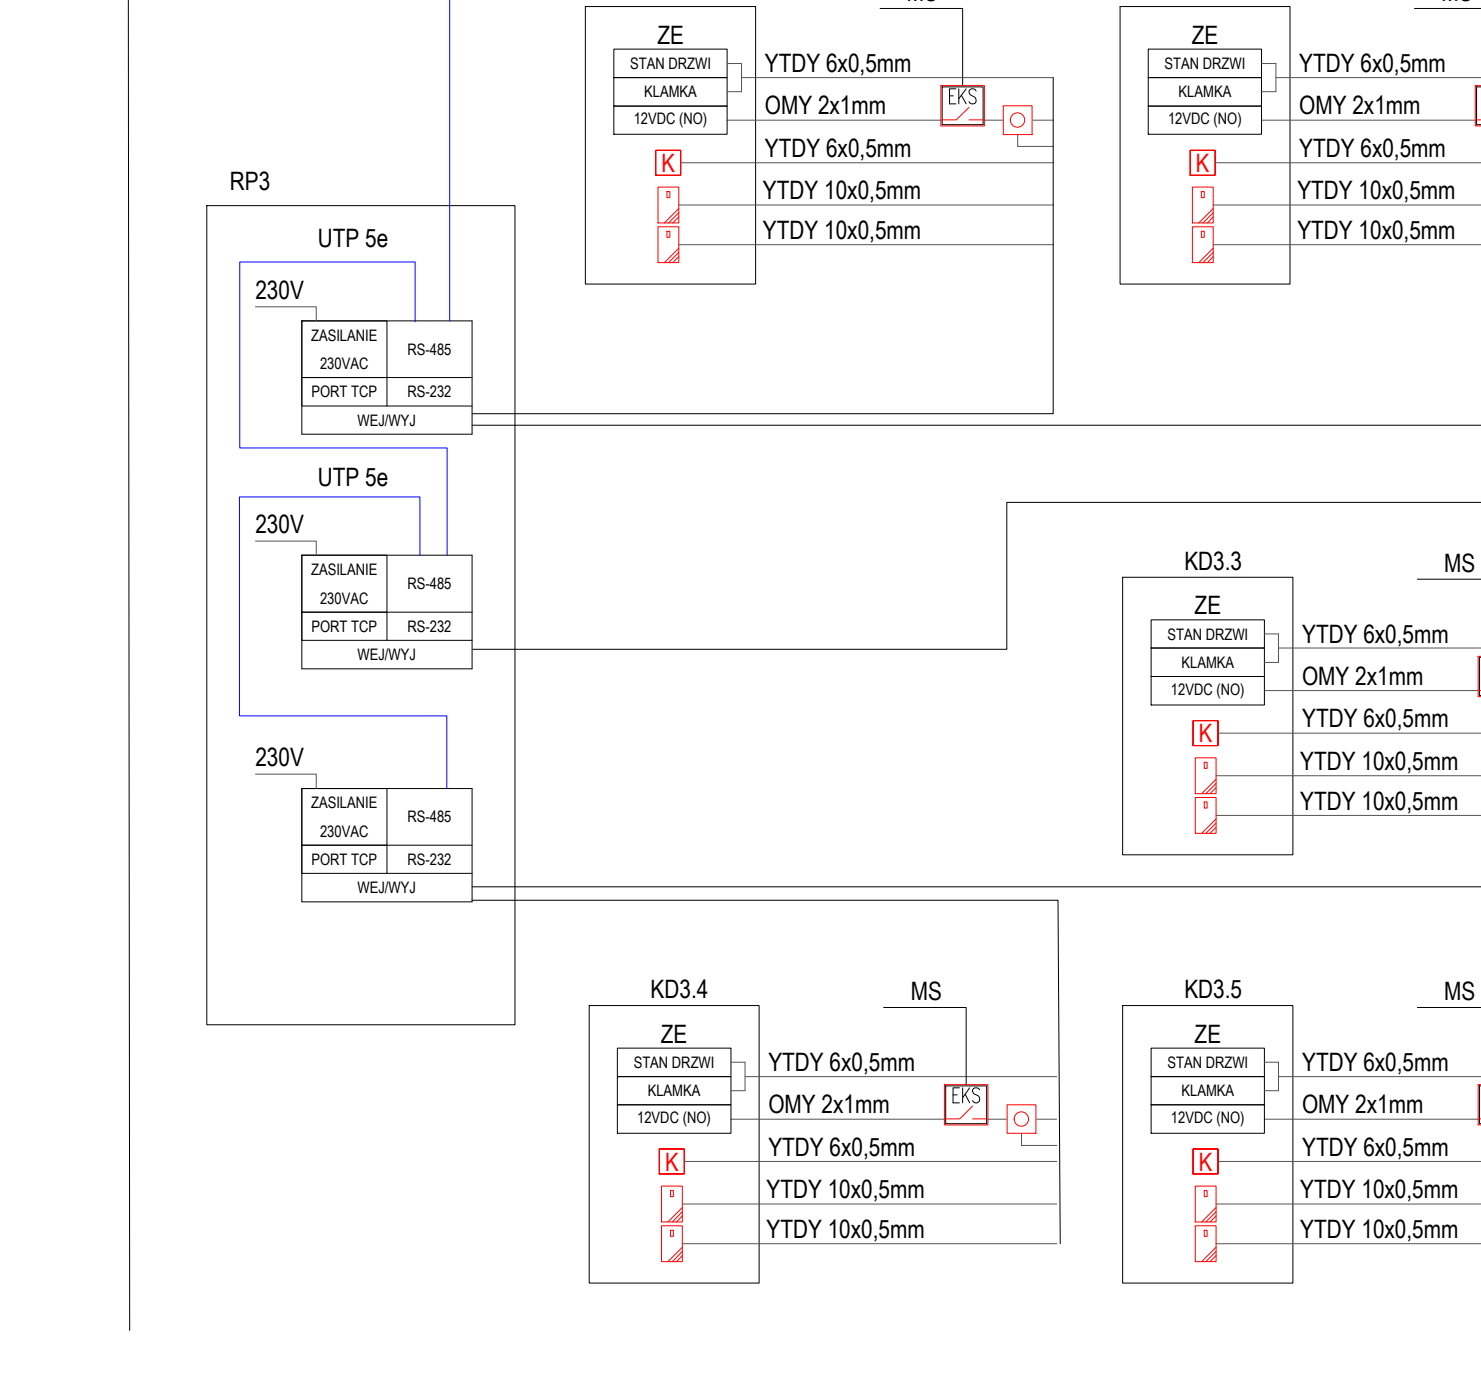 ZE
STAN DRZWI
KLAMKA
12VDC (NO)
YTDY 6x0,5mm
OMY 2x1mm
EKS
YTDY 6x0,5mm
K
YTDY 10x0,5mm
YTDY 10x0,5mm
ZE
STAN DRZWI
KLAMKA
12VDC (NO)
YTDY 6x0,5mm
OMY 2x1mm
YTDY 6x0,5mm
K
YTDY 10x0,5mm
YTDY 10x0,5mm
RP3
UTP 5e
230V
ZASILANIE
230VAC
RS-485
PORT TCP
RS-232
WEJ/WYJ
UTP 5e
230V
ZASILANIE
230VAC
RS-485
PORT TCP
RS-232
WEJ/WYJ
230V
ZASILANIE
230VAC
RS-485
PORT TCP
RS-232
WEJ/WYJ
KD3.3
MS
ZE
STAN DRZWI
KLAMKA
12VDC (NO)
YTDY 6x0,5mm
OMY 2x1mm
YTDY 6x0,5mm
K
YTDY 10x0,5mm
YTDY 10x0,5mm
KD3.4
MS
ZE
STAN DRZWI
KLAMKA
12VDC (NO)
YTDY 6x0,5mm
OMY 2x1mm
EKS
YTDY 6x0,5mm
K
YTDY 10x0,5mm
YTDY 10x0,5mm
KD3.5
MS
ZE
STAN DRZWI
KLAMKA
12VDC (NO)
YTDY 6x0,5mm
OMY 2x1mm
YTDY 6x0,5mm
K
YTDY 10x0,5mm
YTDY 10x0,5mm